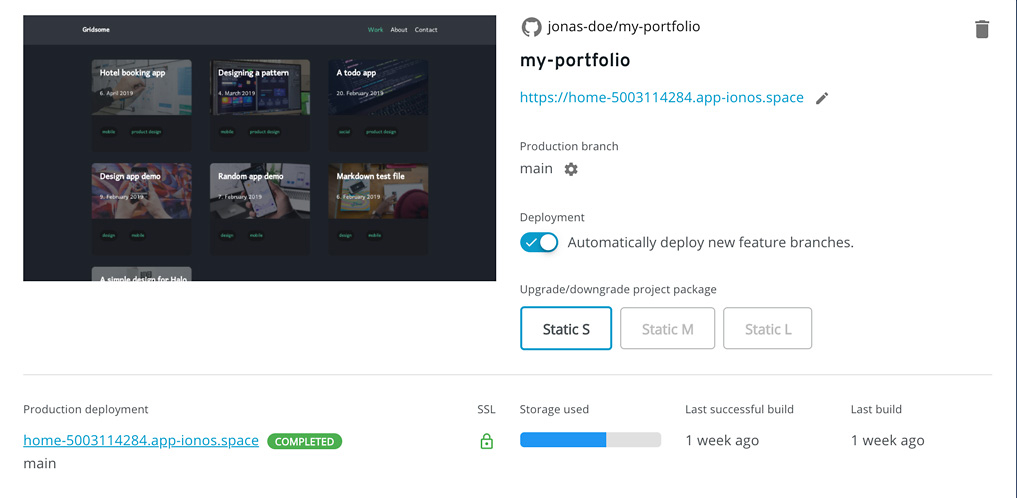 Gridsome
Work About Contact
Hotel booking app
6. April 2019
mobile product design
Designing a pattern
4. March 2019
mobile product design
A todo app
20. February 2019
social product design
Design app demo
9. February 2019
design mobile
Random app demo
7. February 2019
design mobile
Markdown test file
6. February 2019
design mobile
A simple design for Halo
jonas-doe/my-portfolio
my-portfolio
https://home-5003114284.app-ionos.space
Production branch
main
Deployment
Automatically deploy new feature branches.
Upgrade/downgrade project package
Static S Static M Static L
Production deployment
home-5003114284.app-ionos.space COMPLETED
main
SSL
Storage used
Last successful build
1 week ago
Last build
1 week ago